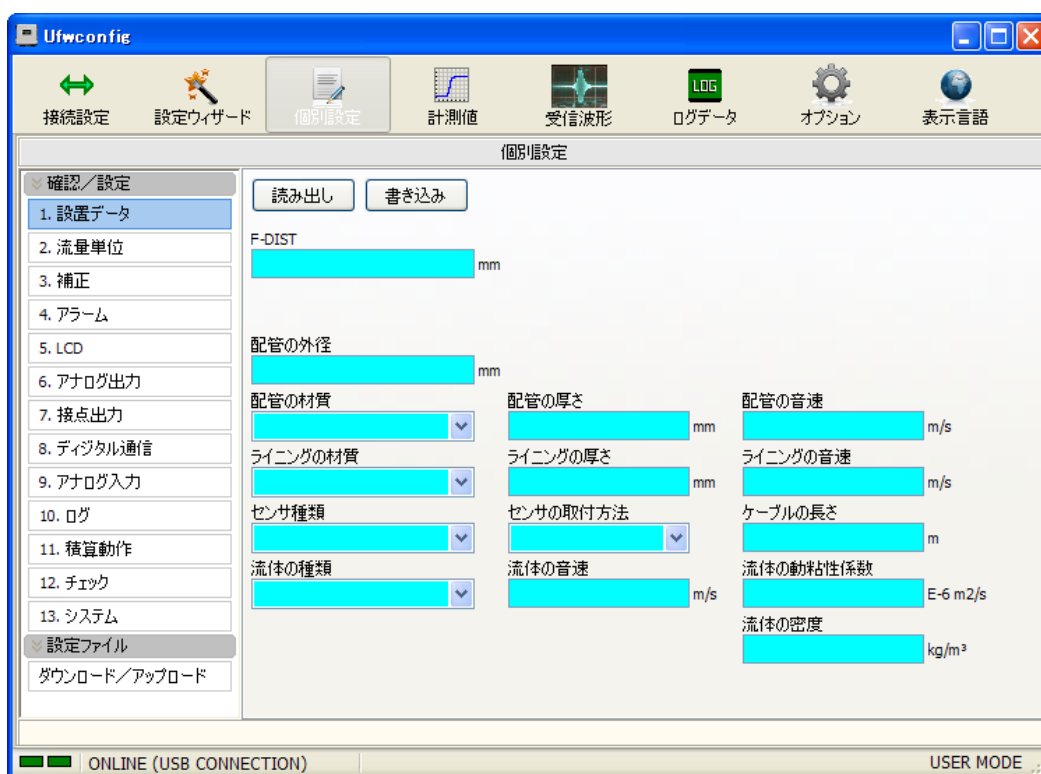 Ufwconfig
接続設定 設定ウィザード 個別設定 計測値 受信波形 LOG ログデータ オプション 表示言語
個別設定
確認／設定
1. 設置データ
2. 流量単位
3. 補正
4. アラーム
5. LCD
6. アナログ出力
7. 接点出力
8. ディジタル通信
9. アナログ入力
10. ログ
11. 積算動作
12. チェック
13. システム
設定ファイル
ダウンロード／アップロード
読み出し 書き込み
F-DIST
mm
配管の外径
mm
配管の材質 配管の厚さ 配管の音速
mm m/s
ライニングの材質 ライニングの厚さ ライニングの音速
mm m/s
センサ種類 センサの取付方法 ケーブルの長さ
m
流体の種類 流体の音速 流体の動粘性係数
m/s E-6 m2/s
流体の密度
kg/m³
ONLINE (USB CONNECTION) USER MODE